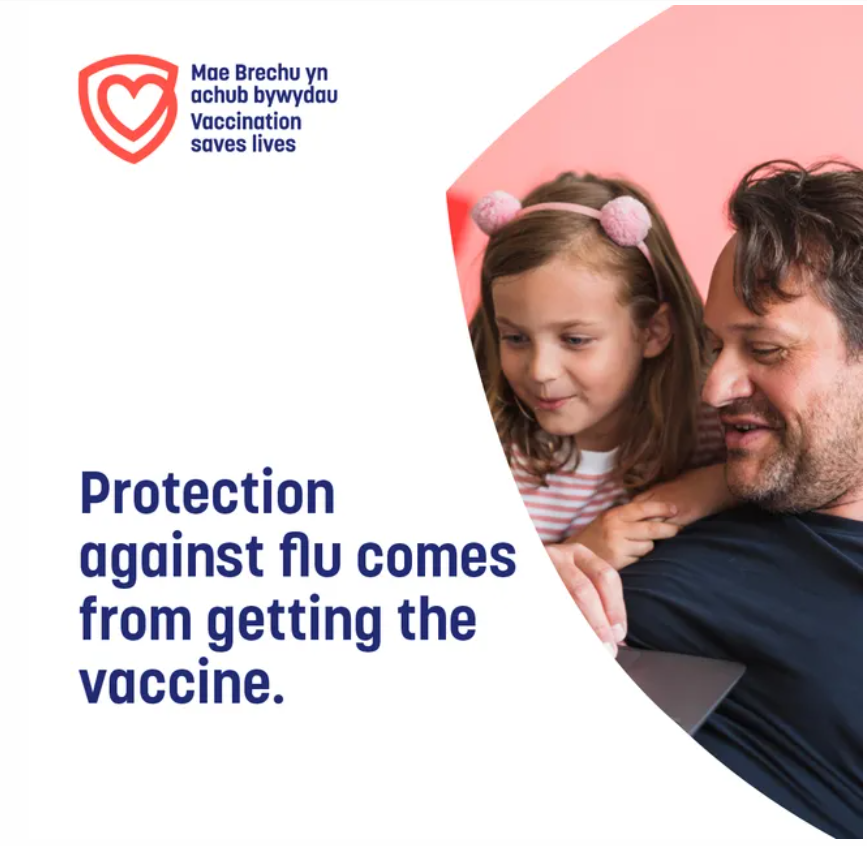 Mae Brechu yn
achub bywydau
Vaccination
saves lives
Protection
against flu comes
from getting the
vaccine.